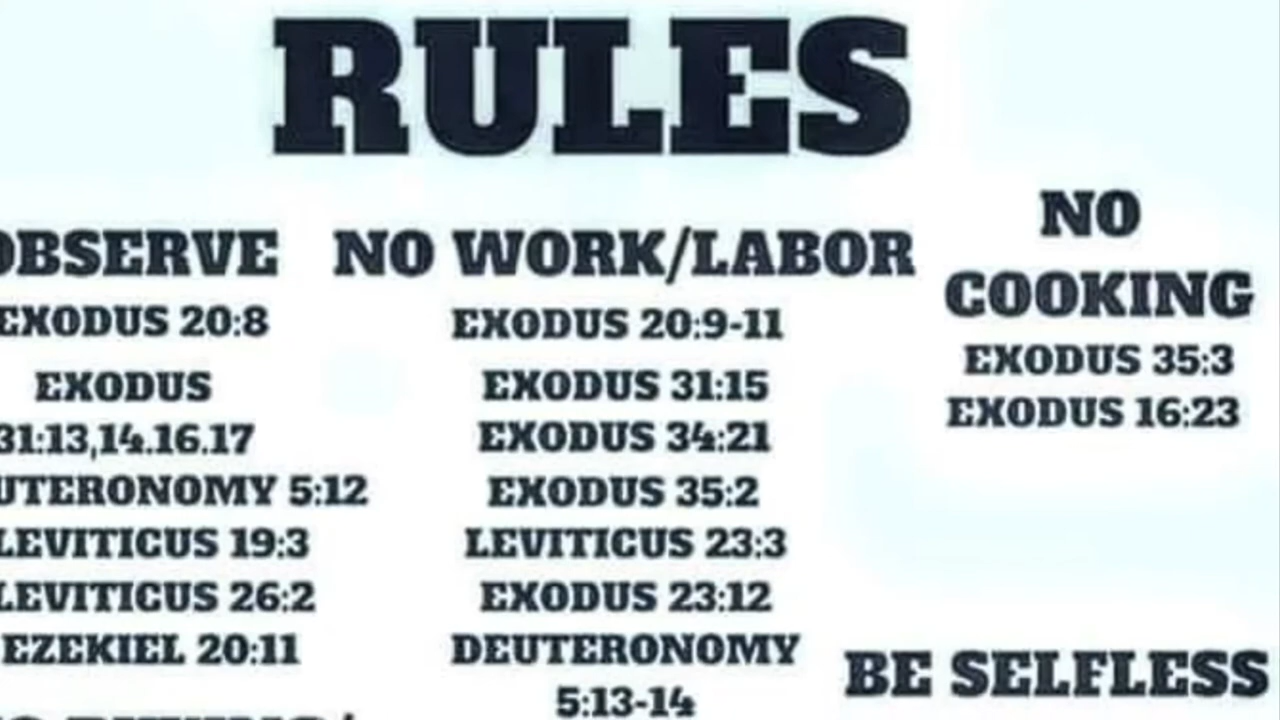 RULES
OBSERVE
EXODUS 20:8
EXODUS
31:13,14.16.17
5:12
LEVITICUS 19:3
LEVITICUS 26:2
EZEKIEL 20:11
NO WORK/LABOR
EXODUS 20:9-11
EXODUS 31:15
EXODUS 34:21
EXODUS 35:2
LEVITICUS 23:3
EXODUS 23:12
DEUTERONOMY
5:13-14
NO
COOKING
EXODUS 35:3
EXODUS 16:23
BE SELFLESS